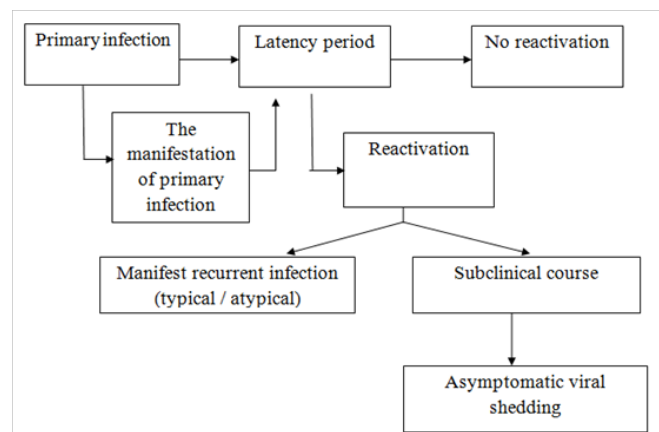 Primary infection
Latency period
No reactivation
The
manifestation
of primary
infection
Reactivation
Manifest recurrent infection
(typical / atypical)
Subclinical course
Asymptomatic viral
shedding